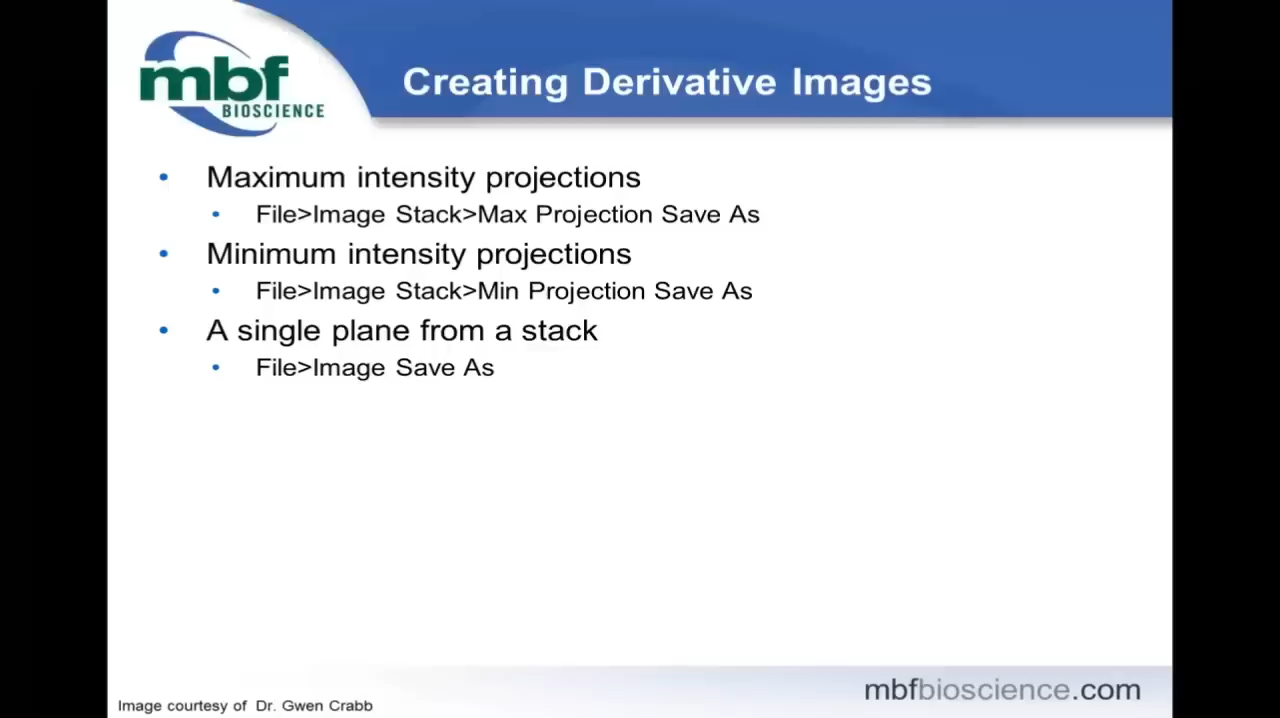 mbf
BIOSCIENCE
Creating Derivative Images
• Maximum intensity projections
• File>Image Stack>Max Projection Save As
• Minimum intensity projections
• File>Image Stack>Min Projection Save As
• A single plane from a stack
• File>Image Save As
Image courtesy of Dr. Gwen Crabb
mbfbioscience.com